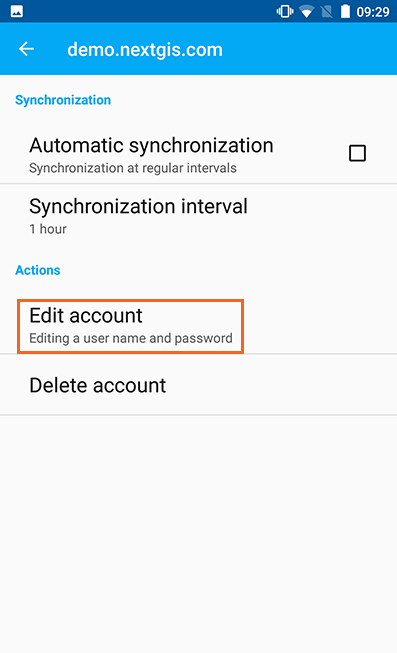 09:29
demo.nextgis.com
Synchronization
Automatic synchronization
Synchronization at regular intervals
Synchronization interval
1 hour
Actions
Edit account
Editing a user name and password
Delete account